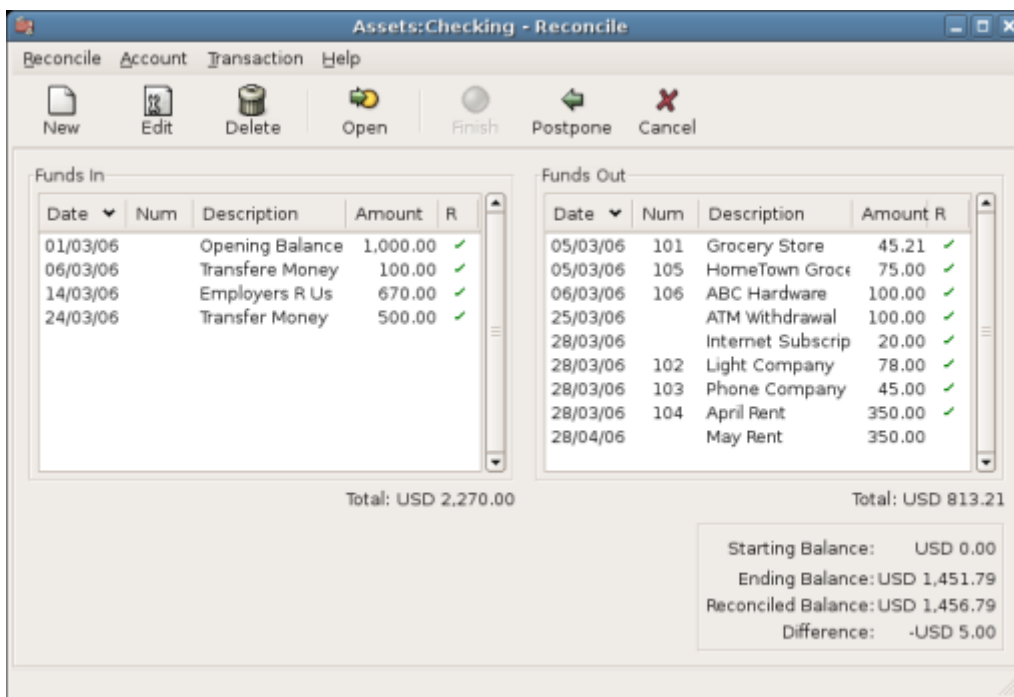 Assets:Checking - Reconcile
Reconcile Account Transaction Help
New Edit Delete Open Finish Postpone Cancel
Funds In
Date Num Description Amount R
01/03/06 Opening Balance 1,000.00
06/03/06 Transfere Money 100.00
14/03/06 Employers R Us 670.00
24/03/06 Transfer Money 500.00
Total: USD 2,270.00
Funds Out
Date Num Description Amount R
05/03/06 101 Grocery Store 45.21
05/03/06 105 HomeTown Groce 75.00
06/03/06 106 ABC Hardware 100.00
25/03/06 ATM Withdrawal 100.00
28/03/06 Internet Subscrip 20.00
28/03/06 102 Light Company 78.00
28/03/06 103 Phone Company 45.00
28/03/06 104 April Rent 350.00
28/04/06 May Rent 350.00
Total: USD 813.21
Starting Balance: USD 0.00
Ending Balance: USD 1,451.79
Reconciled Balance: USD 1,456.79
Difference: -USD 5.00